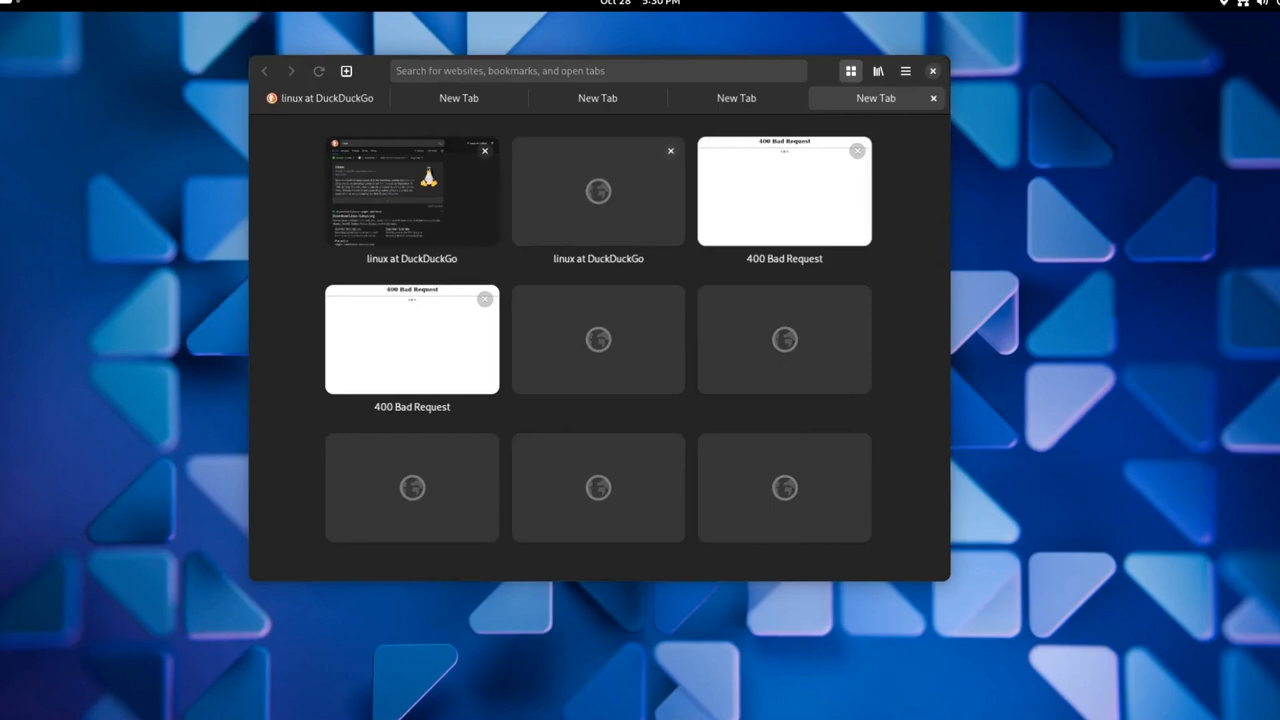 Oct 28 5:30 PM
Search for websites, bookmarks, and open tabs
linux at DuckDuckGo
New Tab
New Tab
New Tab
New Tab
400 Bad Request
linux at DuckDuckGo
linux at DuckDuckGo
400 Bad Request
400 Bad Request
400 Bad Request